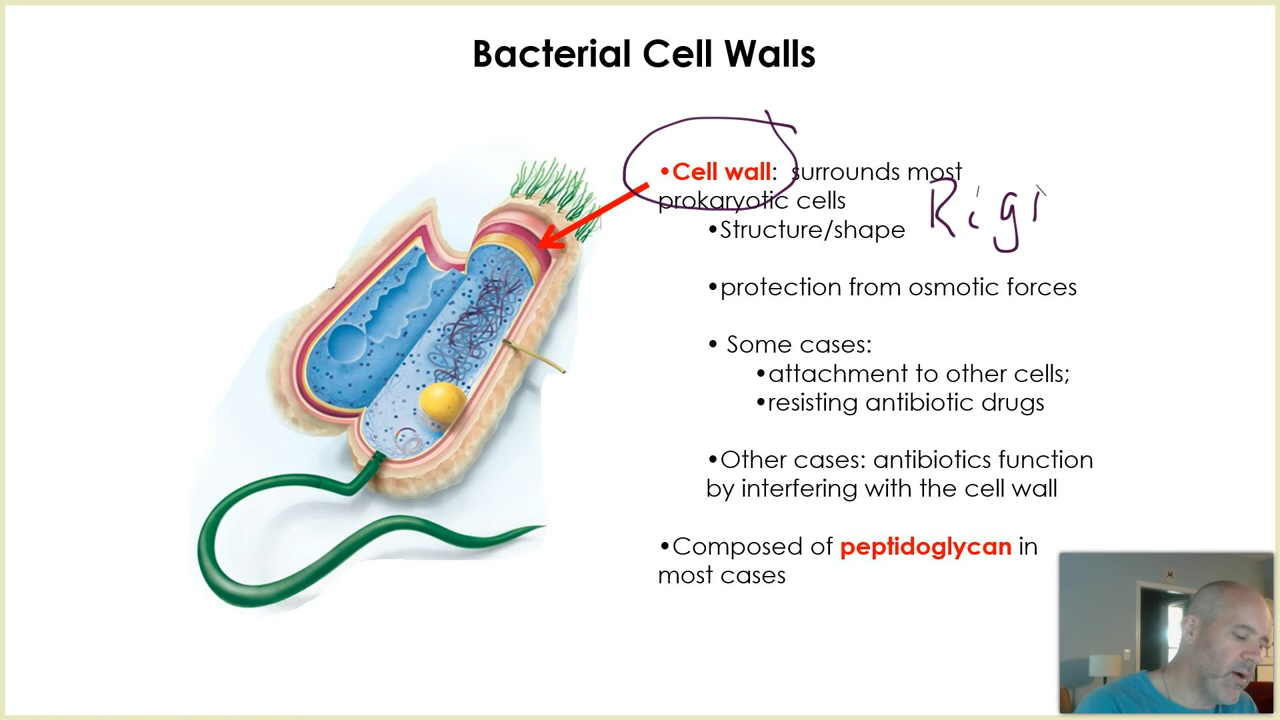 Bacterial Cell Walls
•Cell wall: surrounds most
prokaryotic cells
Rigi
•Structure/shape
•protection from osmotic forces
• Some cases:
•attachment to other cells;
•resisting antibiotic drugs
•Other cases: antibiotics function
by interfering with the cell wall
•Composed of peptidoglycan in
most cases